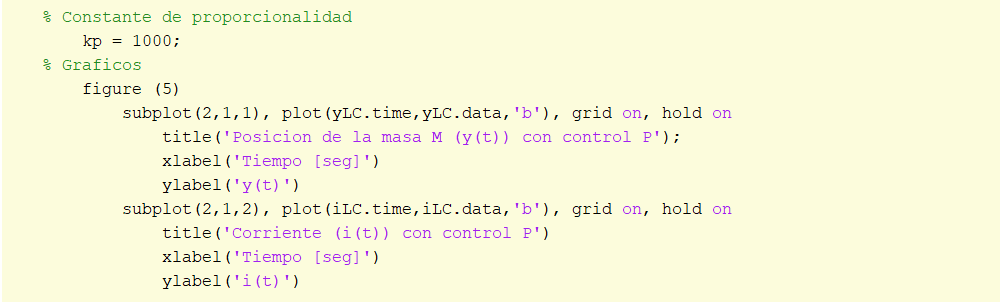 % Constante de proporcionalidad
kp = 1000;
% Graficos
figure (5)
subplot(2,1,1), plot(yLC.time,yLC.data,'b'), grid on, hold on
title('Posicion de la masa M (y(t)) con control P');
xlabel('Tiempo [seg]')
ylabel('y(t)')
subplot(2,1,2), plot(iLC.time,iLC.data,'b'), grid on, hold on
title('Corriente (i(t)) con control P')
xlabel('Tiempo [seg]')
ylabel('i(t)')